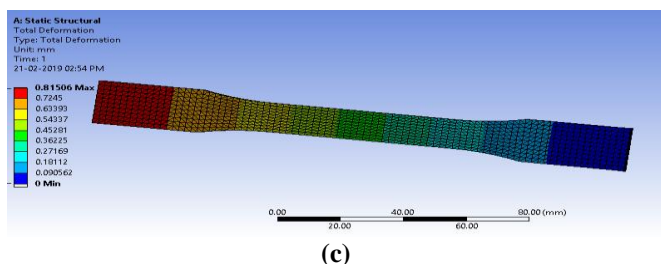 A: Static Structural
Total Deformation
Type: Total Deformation
Unit: mm
Time: 1
21-02-2019 02:54 PM
0.81506 Max
0.7245
0.63393
0.54337
0.45281
0.36225
0.27169
0.18112
0.090562
0 Min
0.00 40.00 80.00 (mm)
20.00 60.00
(c)